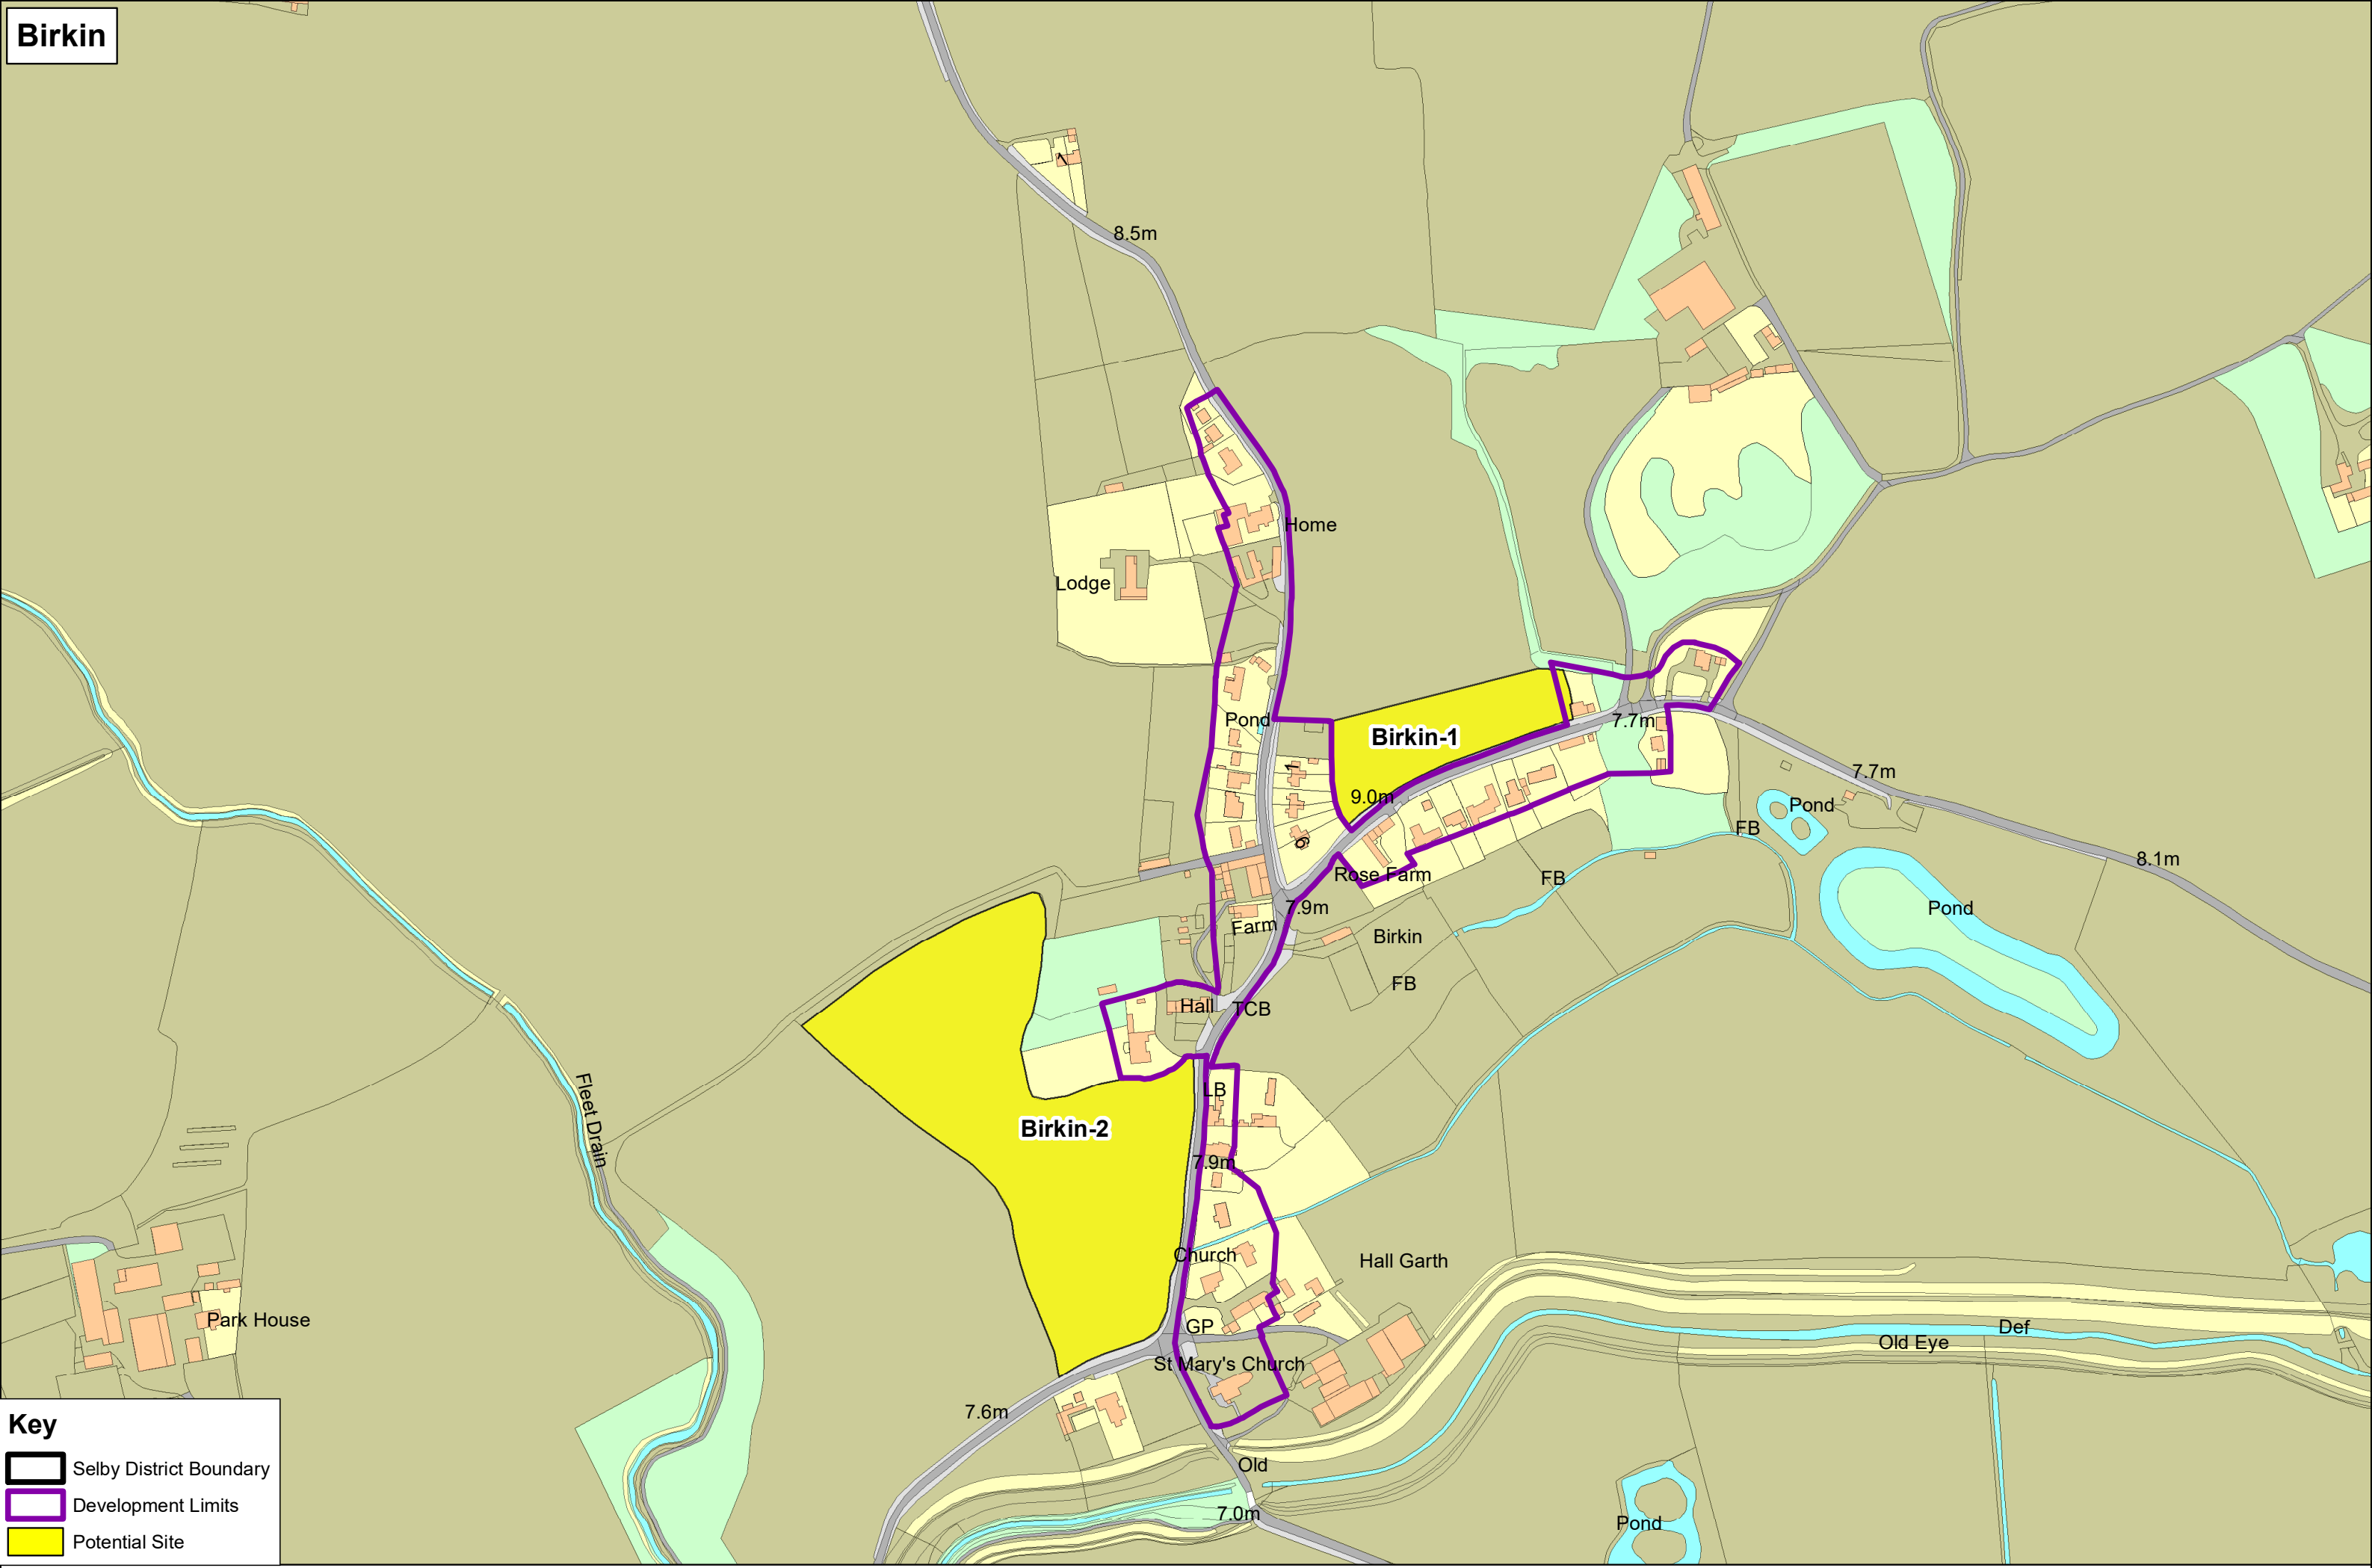 Birkin
1
8.5m
Home
Lodge
Pond
7.7m
Birkin-1
1
7.7m
9.0m
Pond
FB
9
8.1m
Rose Farm
FB
7.9m
Pond
Farm
Birkin
FB
Hall
TCB
LB
Fleet Drain
Birkin-2
7.9m
Church
Hall Garth
Park House
GP
Def
Old Eye
St Mary's Church
7.6m
Old
7.0m
Pond
Key
Selby District Boundary
Development Limits
Potential Site